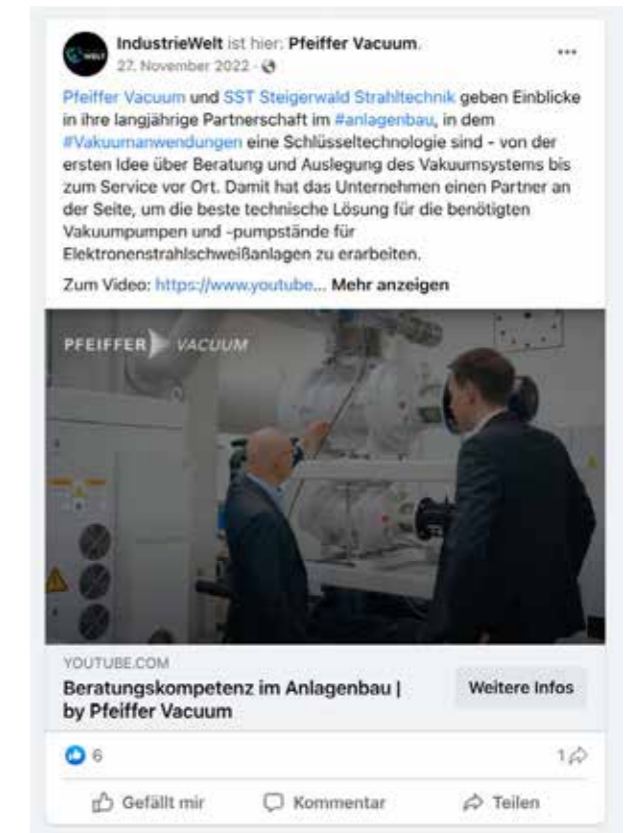 WELT
IndustrieWelt ist hier: Pfeiffer Vacuum.
27. November 2022 ·
Pfeiffer Vacuum und SST Steigerwald Strahltechnik geben Einblicke
in ihre langjährige Partnerschaft im #anlagenbau, in dem
#Vakuumanwendungen eine Schlüsseltechnologie sind - von der
ersten Idee über Beratung und Auslegung des Vakuumsystems bis
zum Service vor Ort. Damit hat das Unternehmen einen Partner an
der Seite, um die beste technische Lösung für die benötigten
Vakuumpumpen und -pumpstände für
Elektronenstrahlschweißanlagen zu erarbeiten.
Zum Video: https://www.youtube... Mehr anzeigen
PFEIFFER VACUUM
YOUTUBE.COM
Beratungskompetenz im Anlagenbau |
by Pfeiffer Vacuum
Weitere Infos
6
1
Gefällt mir
Kommentar
Teilen